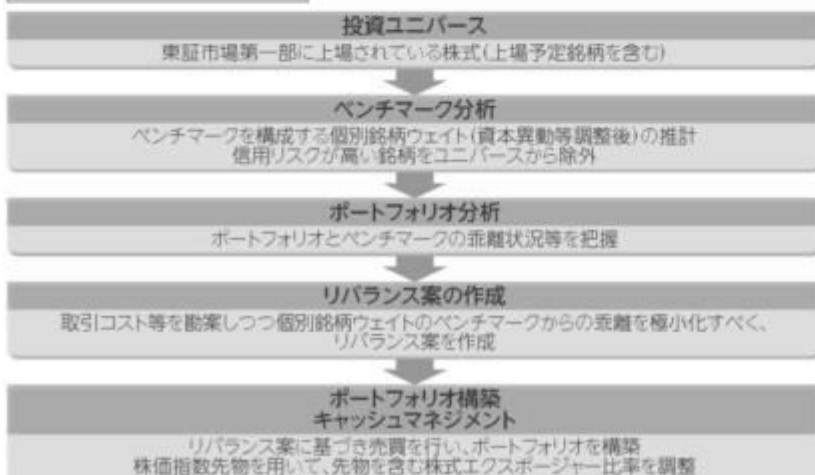 投資ユニバース
東証市場第一部に上場されている株式(上場予定銘柄を含む)
ベンチマーク分析
ベンチマークを構成する個別銘柄ウェイト(資本異動等調整後)の推計
信用リスクが高い銘柄をユニバースから除外
ポートフォリオ分析
ポートフォリオとベンチマークの乖離状況等を把握
リバランス案の作成
取引コスト等を勘案しつつ個別銘柄ウェイトのベンチマークからの乖離を極小化すべく、
リバランス案を作成
ポートフォリオ構築
キャッシュマネジメント
リバランス案に基づき売買を行い、ポートフォリオを構築
株価指数先物を用いて、先物を含む株式エクスポージャー比率を調整